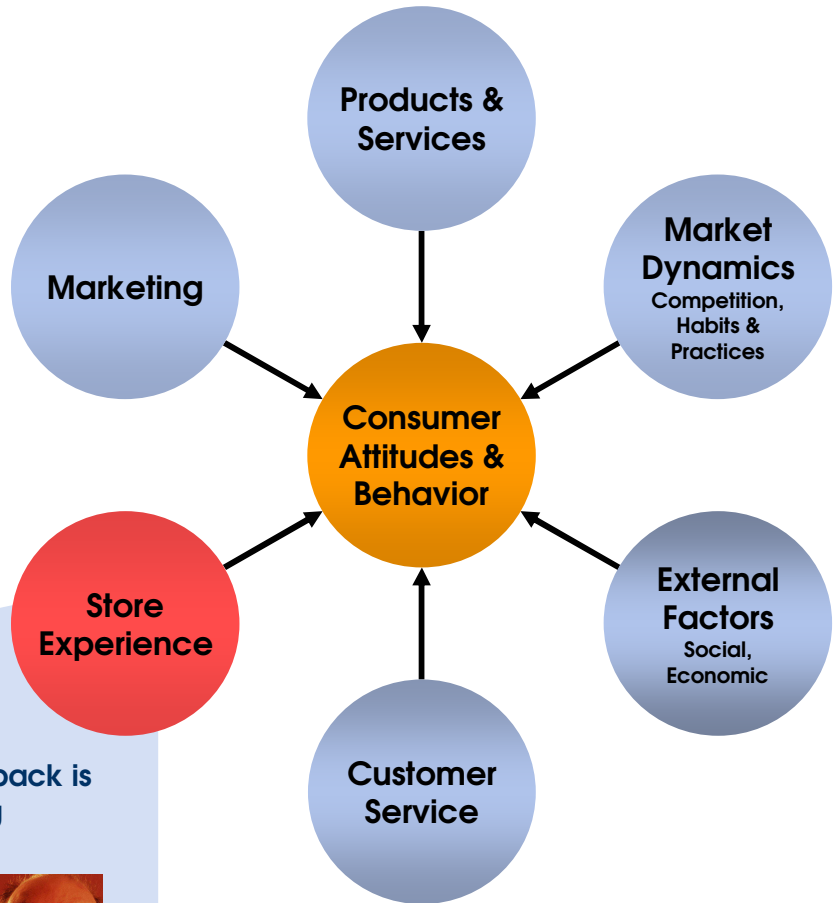 Products &
Services
Marketing
Market
Dynamics
Competition,
Habits &
Practices
Consumer
Attitudes &
Behavior
Store
Experience
External
Factors
Social,
Economic
Customer
Service
is